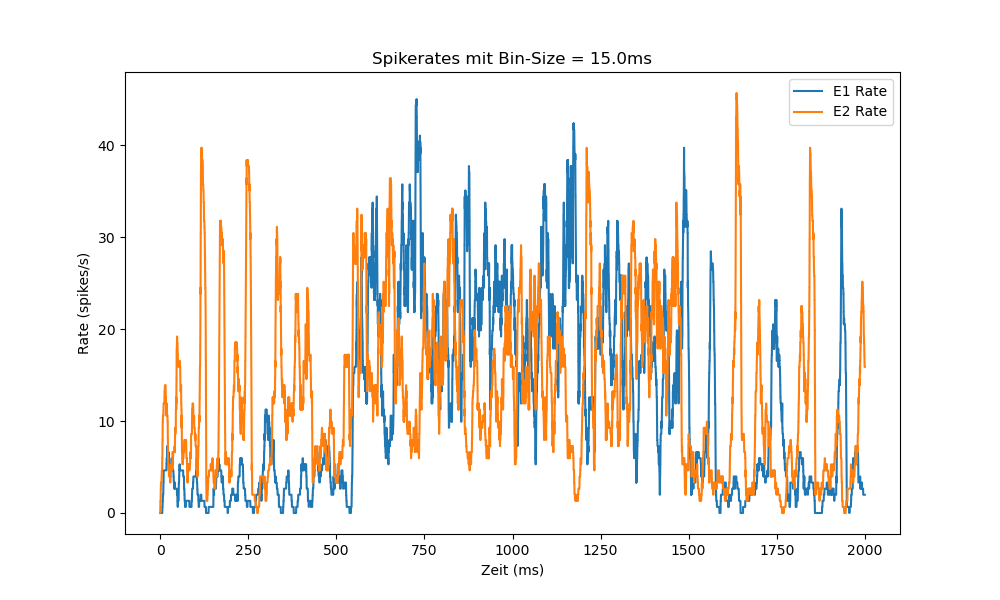 Spikerates mit Bin-Size = 15.0ms
E1 Rate
E2 Rate
Rate (spikes/s)
40
30
20
10
0
0 250 500 750 1000 1250 1500 1750 2000
Zeit (ms)